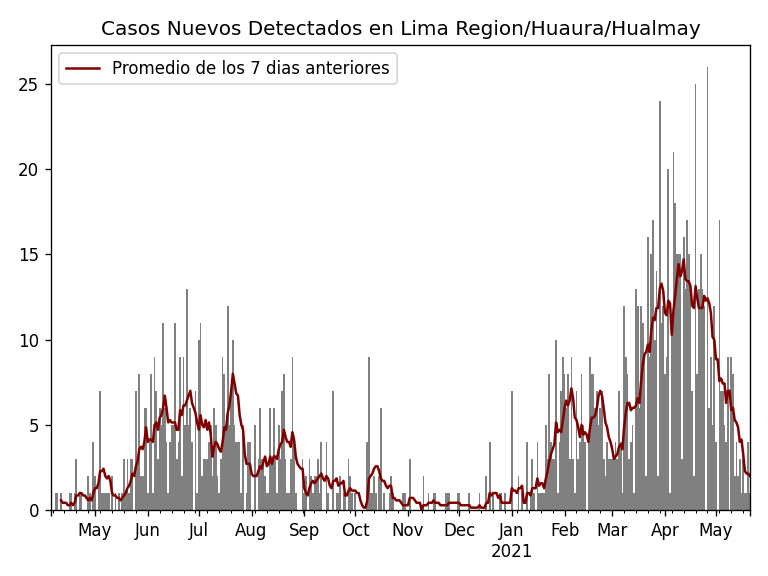 Casos Nuevos Detectados en Lima Region/Huaura/Hualmay
Promedio de los 7 dias anteriores
25
20
15
10
5
0
May Jun Jul Aug Sep Oct Nov Dec Jan Feb Mar Apr May
2021